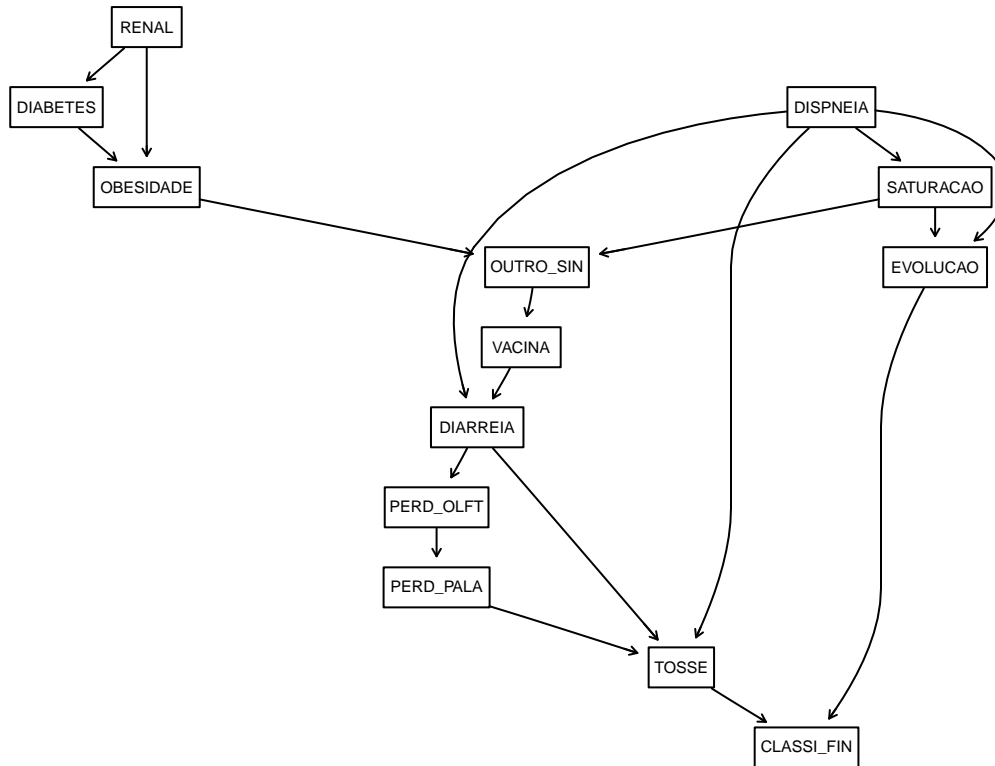 RENAL
DIABETES
DISPNEIA
OBESIDADE
SATURACAO
OUTRO_SIN
EVOLUCAO
VACINA
DIARREIA
PERD_OLFT
PERD_PALA
TOSSE
CLASSI_FIN